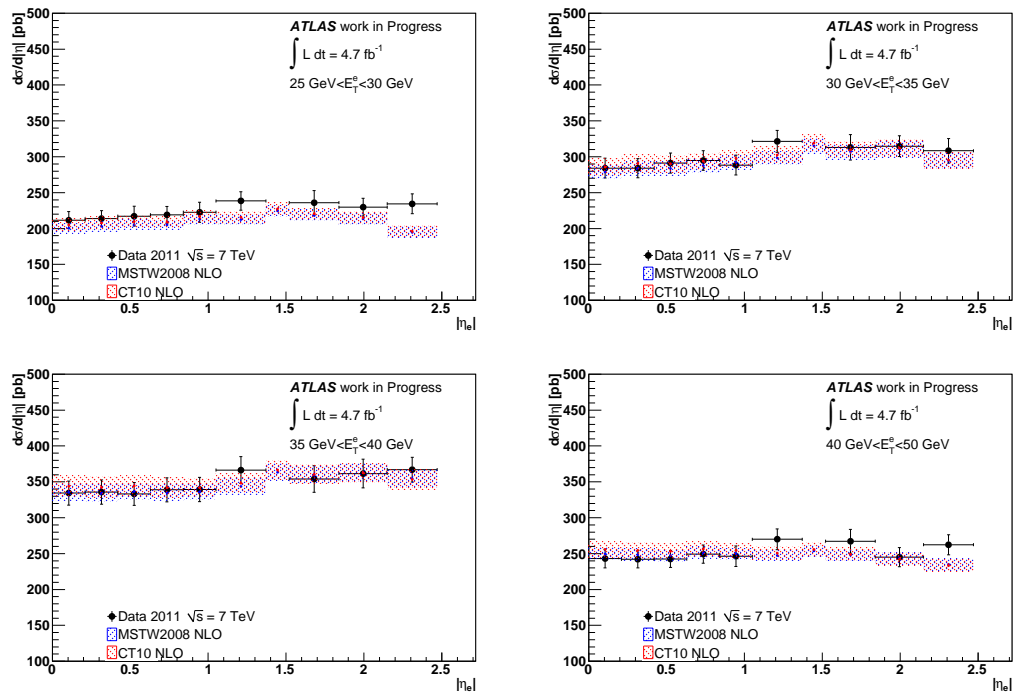 dσ/d|η| [pb]
500
450
400
350
300
250
200
150
100
ATLAS work in Progress
∫ L dt = 4.7 fb⁻¹
25 GeV<E_T^e<30 GeV
Data 2011 √s = 7 TeV
MSTW2008 NLO
CT10 NLO
0 0.5 1 1.5 2 2.5
|η_e|
dσ/d|η| [pb]
500
450
400
350
300
250
200
150
100
ATLAS work in Progress
∫ L dt = 4.7 fb⁻¹
30 GeV<E_T^e<35 GeV
Data 2011 √s = 7 TeV
MSTW2008 NLO
CT10 NLO
0 0.5 1 1.5 2 2.5
|η_e|
dσ/d|η| [pb]
500
450
400
350
300
250
200
150
100
ATLAS work in Progress
∫ L dt = 4.7 fb⁻¹
35 GeV<E_T^e<40 GeV
Data 2011 √s = 7 TeV
MSTW2008 NLO
CT10 NLO
0 0.5 1 1.5 2 2.5
|η_e|
dσ/d|η| [pb]
500
450
400
350
300
250
200
150
100
ATLAS work in Progress
∫ L dt = 4.7 fb⁻¹
40 GeV<E_T^e<50 GeV
Data 2011 √s = 7 TeV
MSTW2008 NLO
CT10 NLO
0 0.5 1 1.5 2 2.5
|η_e|